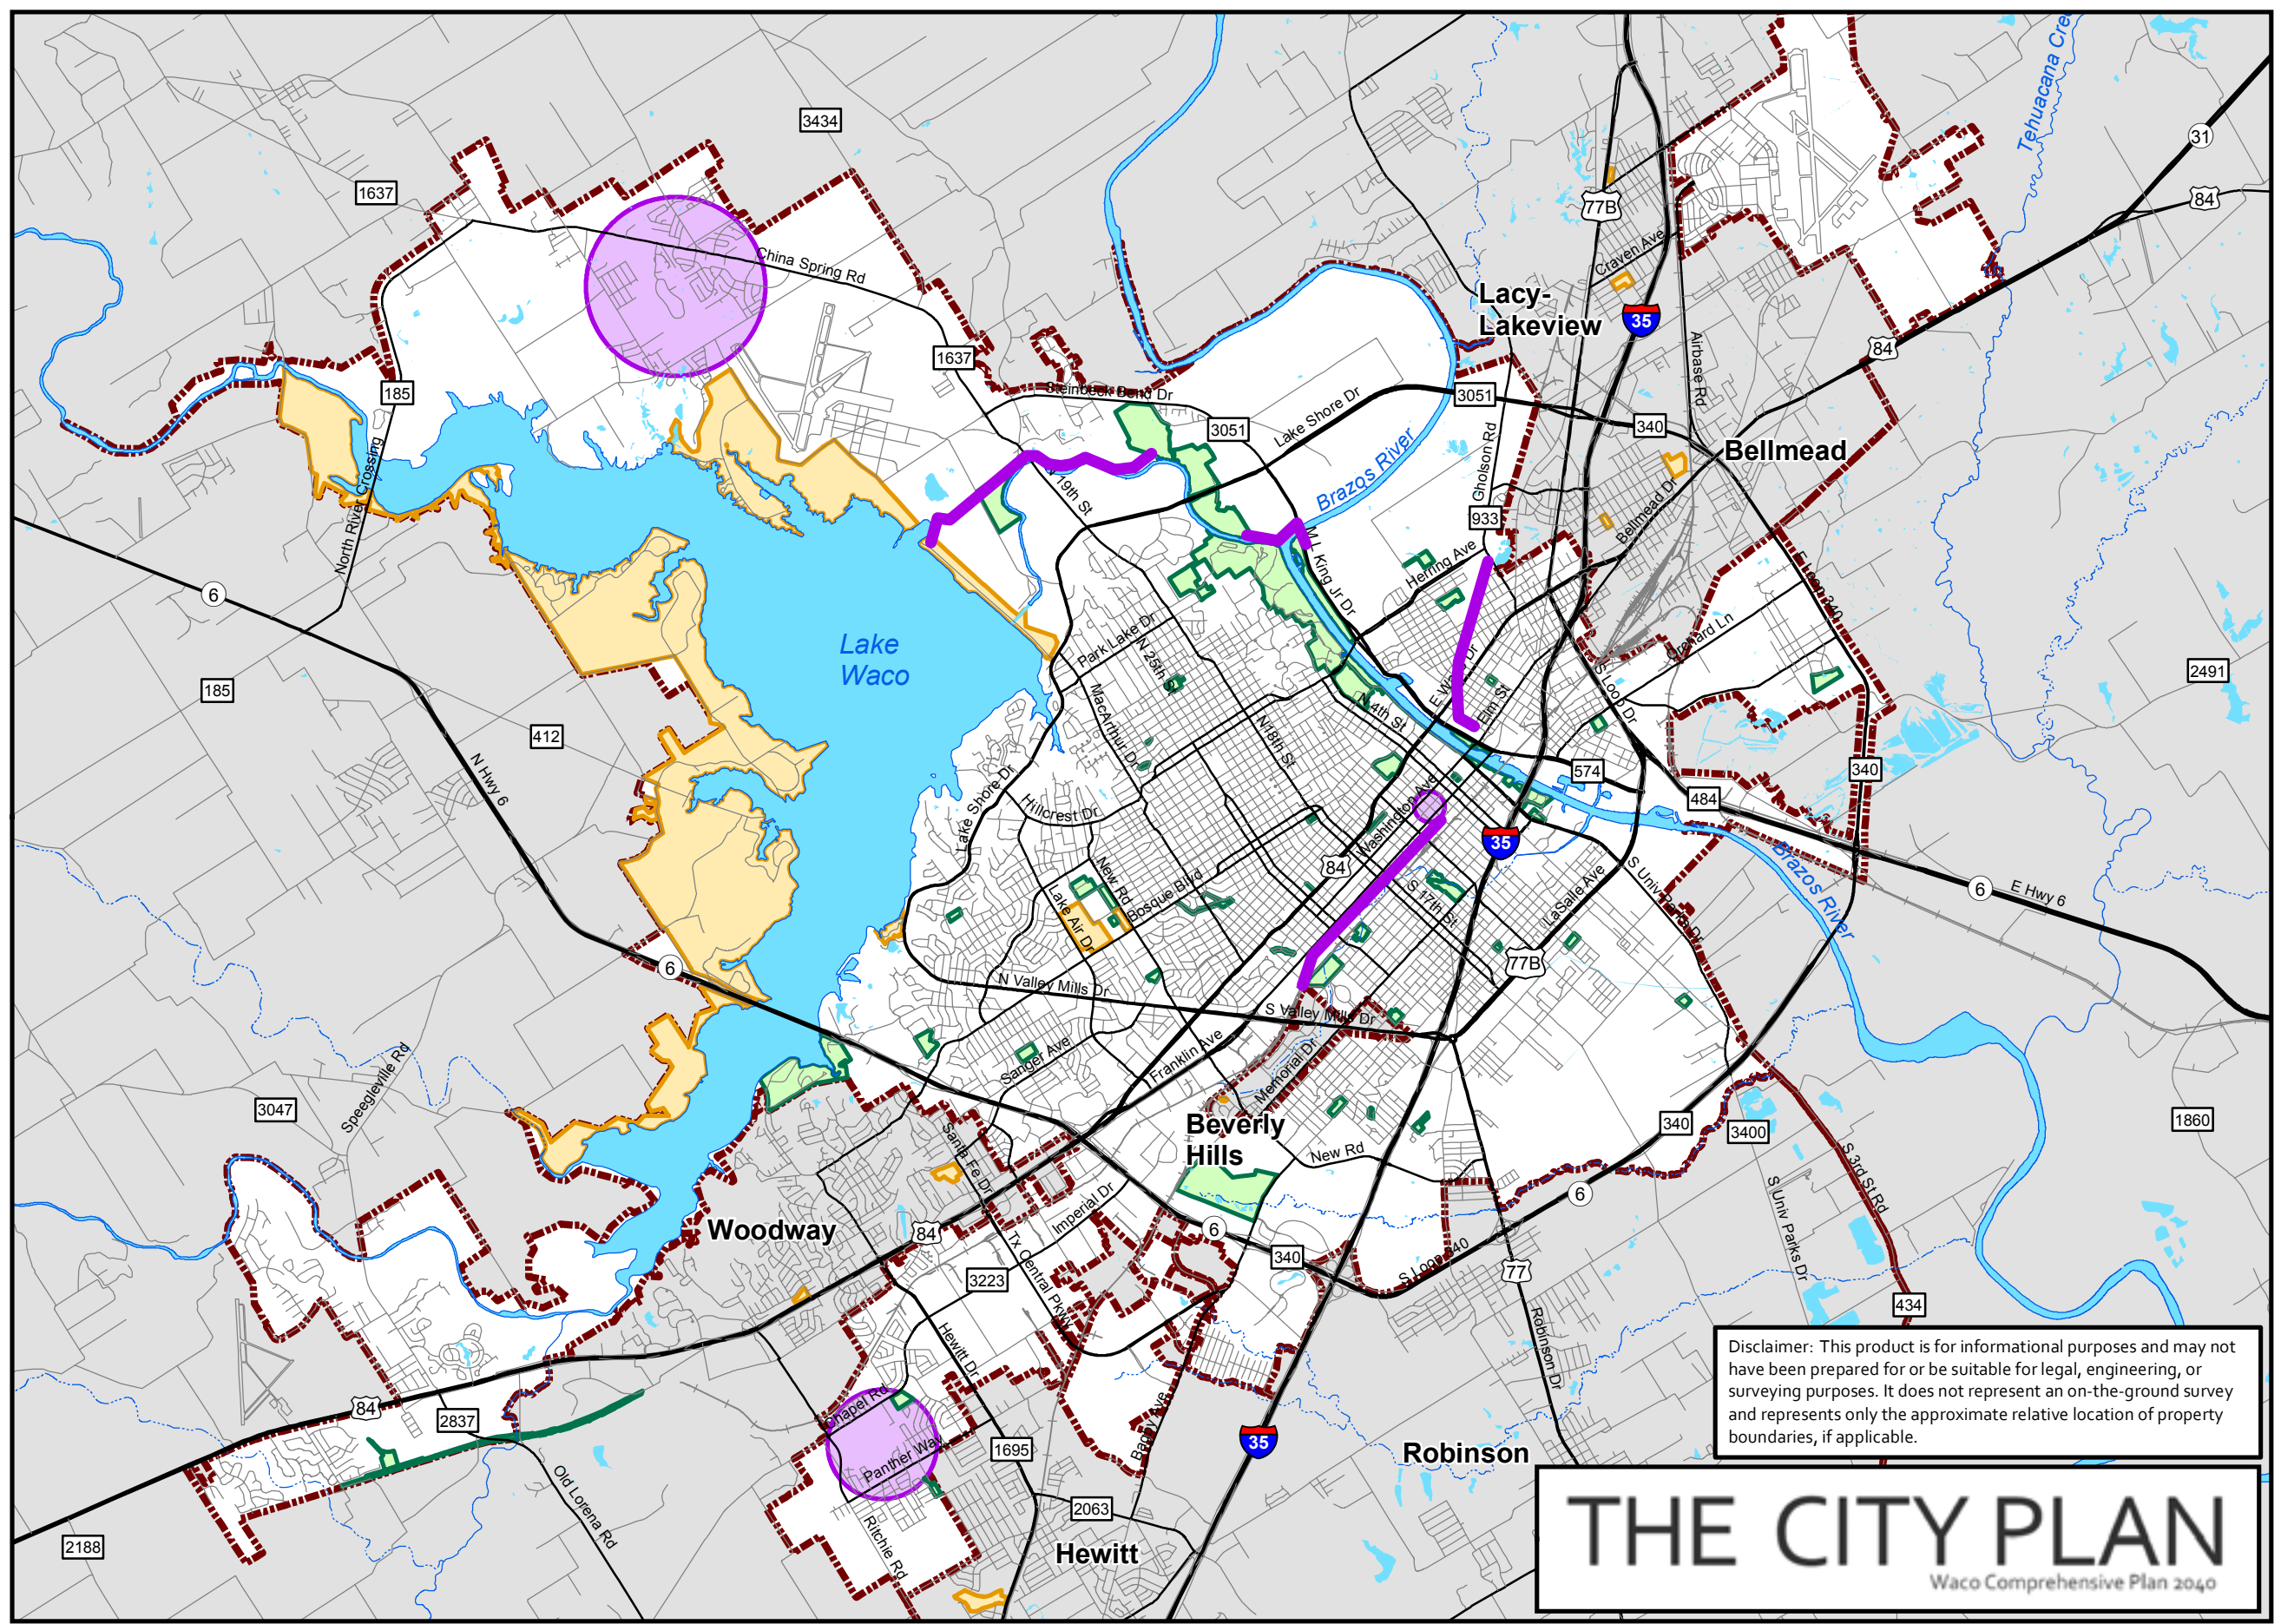 3434
1637
China Spring Rd
1637
185
North River Crossing
Steinbeck Bend Dr
3051
Lake Shore Dr
3051
Brazos River
Lacy-
Lakeview
77B
Craven Ave
35
Airbase Rd
340
Bellmead
Bellmead Dr
Gholson Rd
933
Tehuacana Cree
31
84
84
6
185
412
N Hwy 6
6
Lake
Waco
N 19th St
Park Lake Dr
N 25th St
MacArthur Dr
N 18th St
N 4th St
M L King Jr Dr
Herring Ave
E Waco Dr
Elm St
S Loop Dr
Orchard Ln
E Loop 340
2491
340
574
484
Lake Shore Dr
Hillcrest Dr
New Rd
Lake Air Dr
Bosque Blvd
Washington Ave
84
35
S 17th St
LaSalle Ave
77B
S Univ Parks Dr
Brazos River
6
E Hwy 6
N Valley Mills Dr
S Valley Mills Dr
Sanger Ave
Franklin Ave
Memorial Dr
Beverly
Hills
New Rd
3047
Speegleville Rd
Santa Fe Dr
Woodway
84
Imperial Dr
Tx Central Pkwy
3223
6
340
S Loop 340
6
340
3400
1860
S 3rd St Rd
S Univ Parks Dr
434
77
Robinson Dr
Hewitt Dr
84
2837
Old Lorena Rd
2188
Chapel Rd
Panther Way
Ritchie Rd
1695
2063
Hewitt
Bagby Ave
35
Robinson
Disclaimer: This product is for informational purposes and may not
have been prepared for or be suitable for legal, engineering, or
surveying purposes. It does not represent an on-the-ground survey
and represents only the approximate relative location of property
boundaries, if applicable.
THE CITY PLAN
Waco Comprehensive Plan 2040